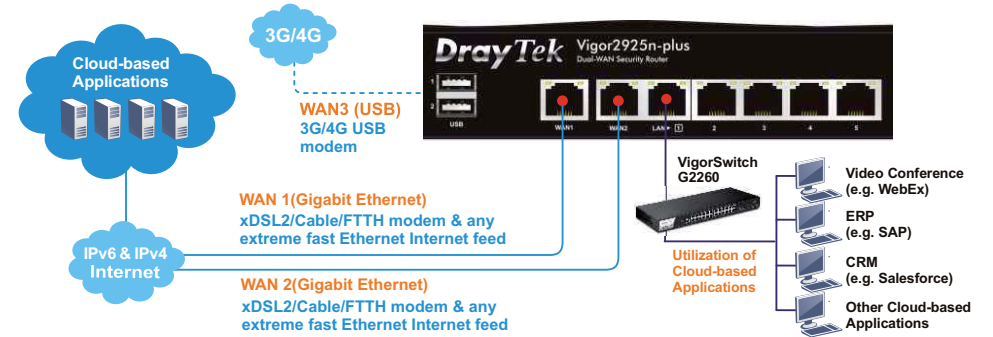 3G/4G
Cloud-based
Applications
WAN3 (USB)
3G/4G USB
modem
DrayTek
Vigor2925n-plus
Dual-WAN Security Router
1
2
USB
WAN1
WAN2
LAN▶ 1
2
3
4
5
WAN 1(Gigabit Ethernet)
xDSL2/Cable/FTTH modem & any
extreme fast Ethernet Internet feed
IPv6 & IPv4
Internet
WAN 2(Gigabit Ethernet)
xDSL2/Cable/FTTH modem & any
extreme fast Ethernet Internet feed
VigorSwitch
G2260
Utilization of
Cloud-based
Applications
Video Conference
(e.g. WebEx)
ERP
(e.g. SAP)
CRM
(e.g. Salesforce)
Other Cloud-based
Applications